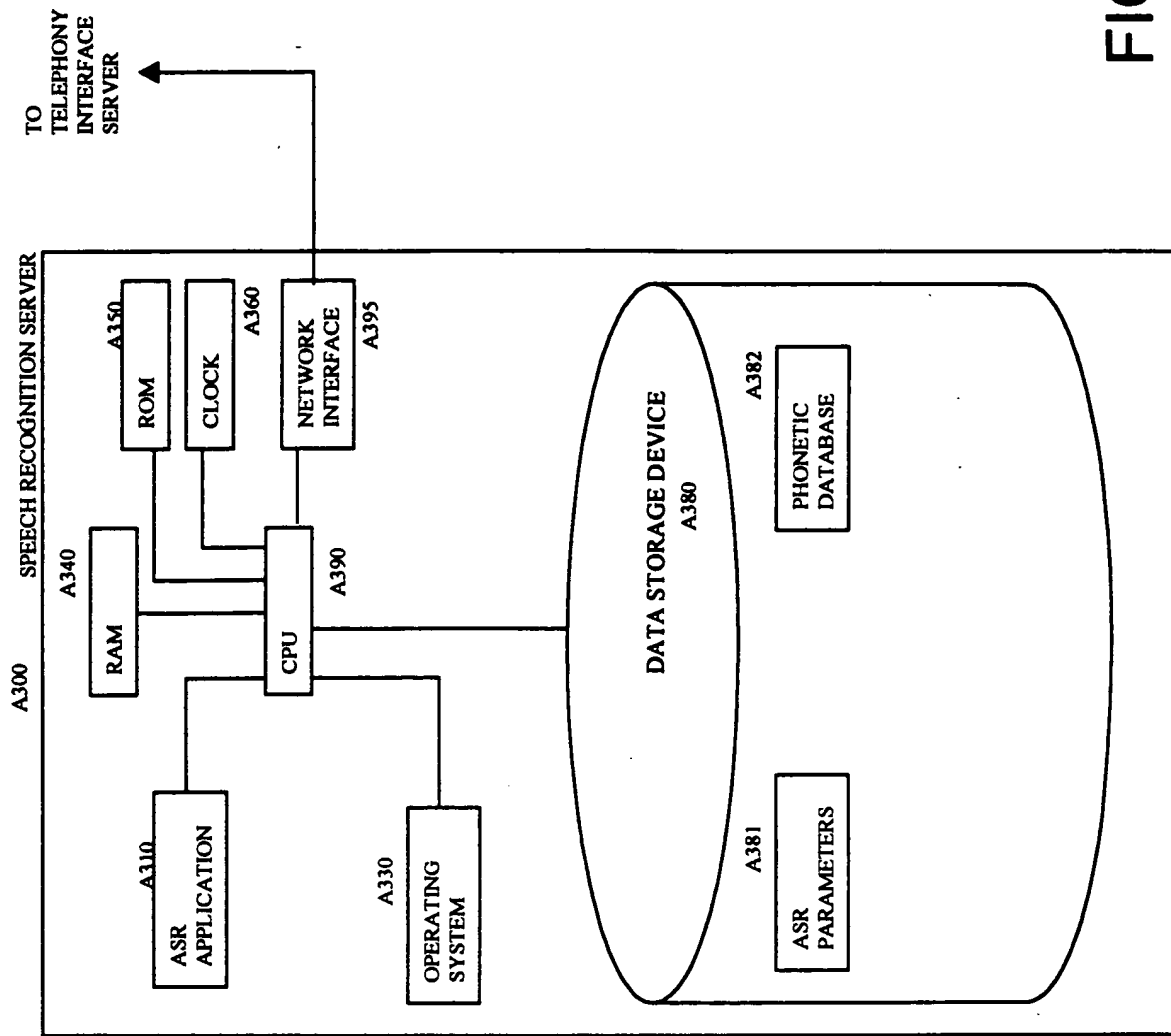 A300
SPEECH RECOGNITION SERVER
TO
TELEPHONY
INTERFACE
SERVER
A310
ASR
APPLICATION
A340
RAM
A350
ROM
A360
CLOCK
A390
CPU
NETWORK
INTERFACE
A395
A330
OPERATING
SYSTEM
DATA STORAGE DEVICE
A380
A381
ASR
PARAMETERS
A382
PHONETIC
DATABASE
FIG